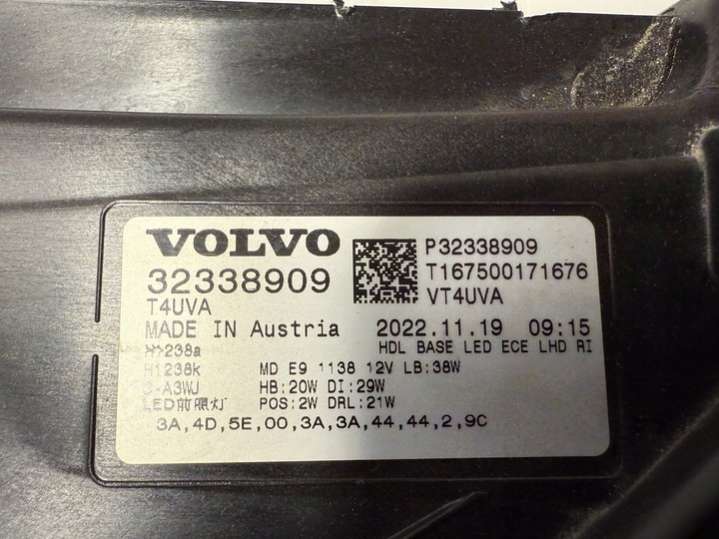 VOLVO
32338909
T4UVA
P32338909
T167500171676
VT4UVA
MADE IN Austria 2022.11.19 09:15
HDL BASE LED ECE LHD RI
H1238k MD E9 1138 12V LB:38W
-A3WJ HB:20W DI:29W
LED前照灯 POS:2W DRL:21W
3A,4D,5E,00,3A,3A,44,44,2,9C